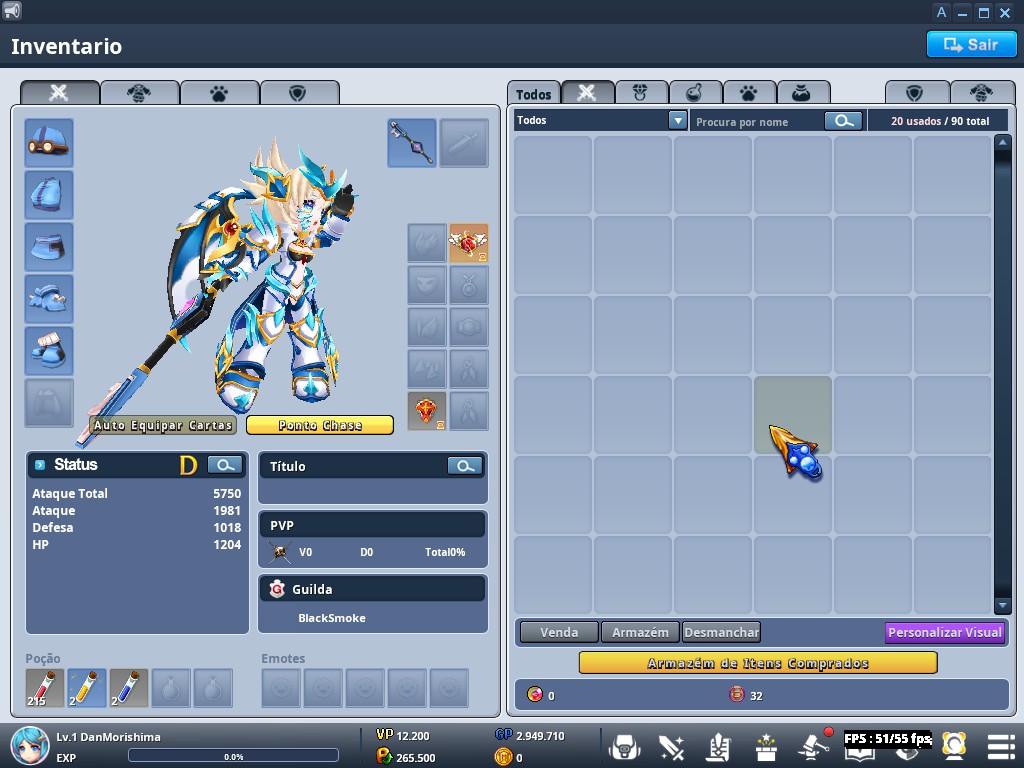 A
Inventario
Sair
Todos
Todos
Procura por nome
20 usados / 90 total
Auto Equipar Cartas
Ponto Chase
Status
D
Ataque Total 5750
Ataque 1981
Defesa 1018
HP 1204
Título
PVP
V0 D0 Total0%
G Guilda
BlackSmoke
Venda
Armazém
Desmanchar
Personalizar Visual
Armazém de Itens Comprados
0
32
Poção
215
2
2
Emotes
Lv.1 DanMorishima
EXP
0.0%
VP 12.200
GP 2.949.710
265.500
0
FPS : 51/55 fps